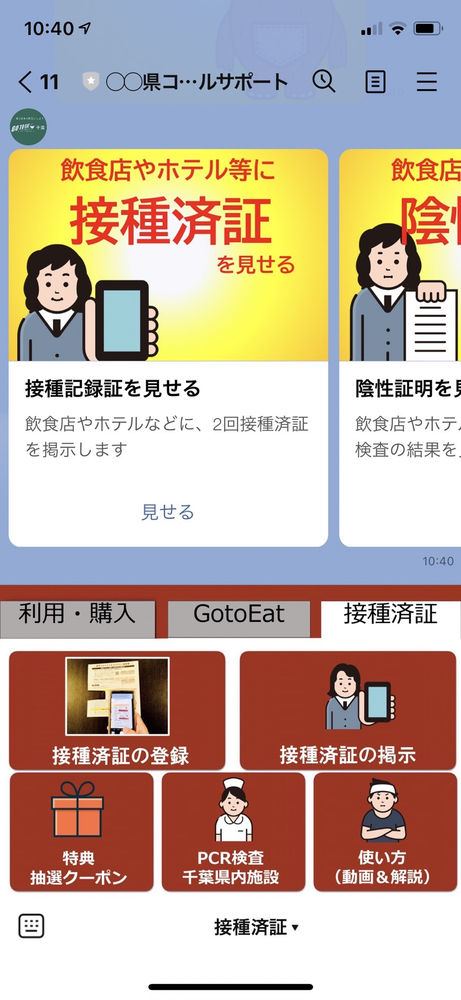 10:40
11
◯◯県コ…ルサポート
GO TO EAT 千葉
飲食店やホテル等に
接種済証
を見せる
接種記録証を見せる
飲食店やホテルなどに、2回接種済証
を掲示します
見せる
飲食店
陰
陰性証明を見
飲食店やホテル
検査の結果を
10:40
利用・購入
GotoEat
接種済証
接種済証の登録
接種済証の掲示
特典
抽選クーポン
PCR検査
千葉県内施設
使い方
（動画＆解説）
接種済証▼